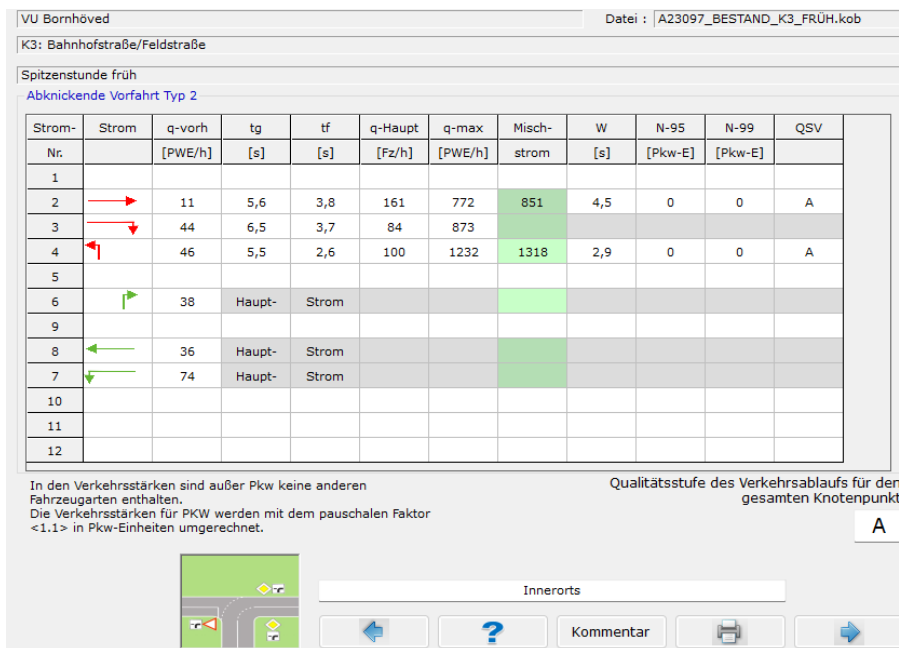 VU Bornhöved Datei : A23097_BESTAND_K3_FRÜH.kob
K3: Bahnhofstraße/Feldstraße
Spitzenstunde früh
Abknickende Vorfahrt Typ 2
Strom- Strom q-vorh tg tf q-Haupt q-max Misch- W N-95 N-99 QSV
Nr. [PWE/h] [s] [s] [Fz/h] [PWE/h] strom [s] [Pkw-E] [Pkw-E]
1
2 11 5,6 3,8 161 772 851 4,5 0 0 A
3 44 6,5 3,7 84 873
4 46 5,5 2,6 100 1232 1318 2,9 0 0 A
5
6 38 Haupt- Strom
9
8 36 Haupt- Strom
7 74 Haupt- Strom
10
11
12
In den Verkehrsstärken sind außer Pkw keine anderen
Fahrzeugarten enthalten.
Die Verkehrsstärken für PKW werden mit dem pauschalen Faktor
<1.1> in Pkw-Einheiten umgerechnet.
Qualitätsstufe des Verkehrsablaufs für den
gesamten Knotenpunkt
A
Innerorts
? Kommentar